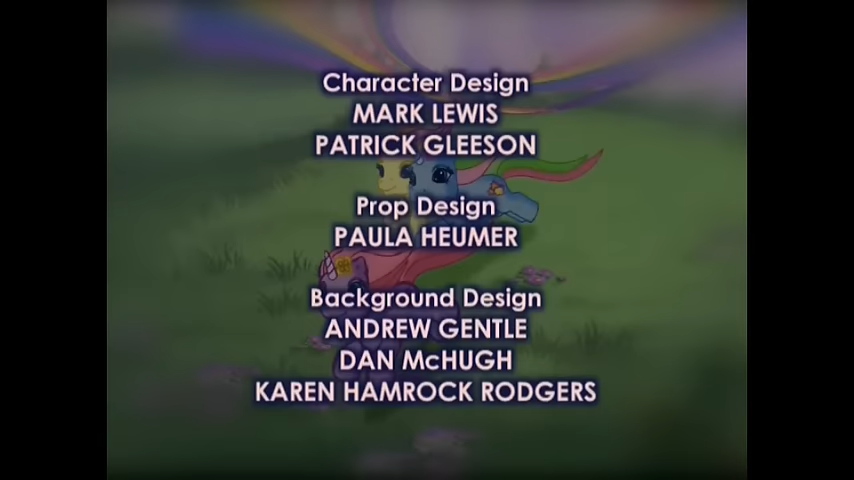 Character Design
MARK LEWIS
PATRICK GLEESON
Prop Design
PAULA HEUMER
Background Design
ANDREW GENTLE
DAN McHUGH
KAREN HAMROCK RODGERS